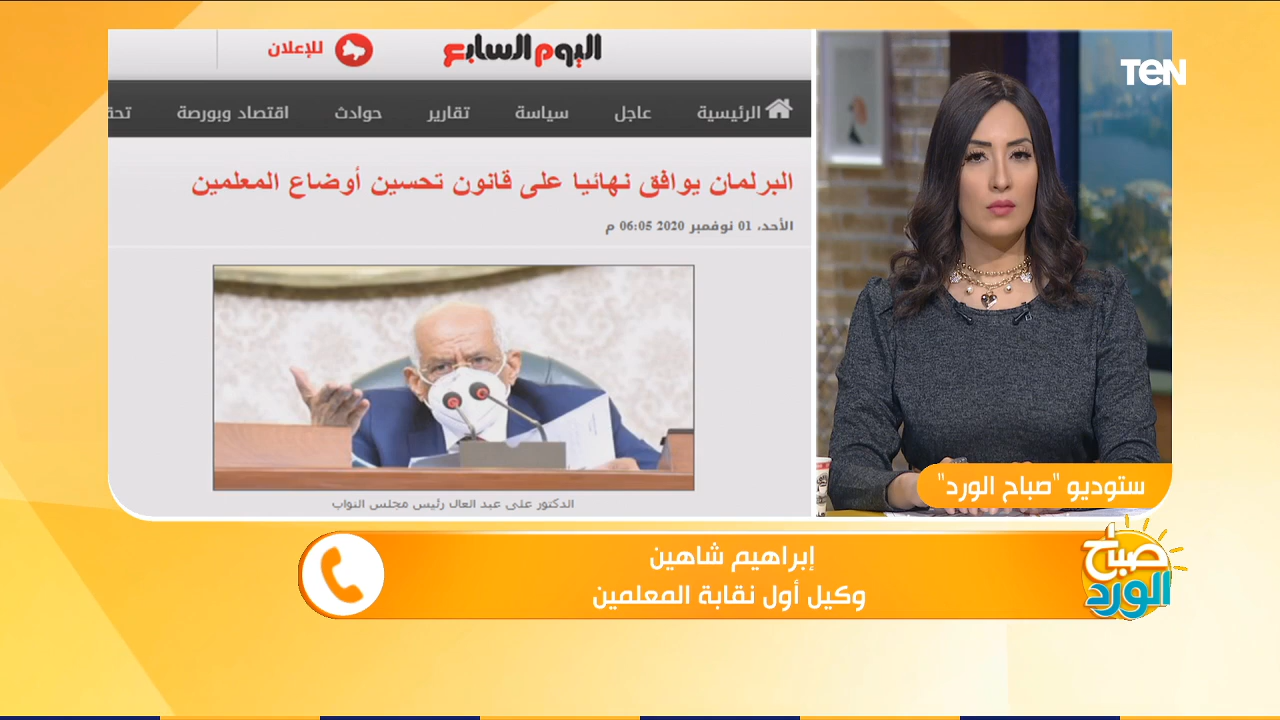 TEN
اليوم السابع
للإعلان
الرئيسية عاجل سياسة تقارير حوادث اقتصاد وبورصة تحق
البرلمان يوافق نهائيا على قانون تحسين أوضاع المعلمين
الأحد، 01 نوفمبر 2020 06:05 م
الدكتور على عبد العال رئيس مجلس النواب
ستوديو "صباح الورد"
إبراهيم شاهين
وكيل أول نقابة المعلمين
صباح
الورد